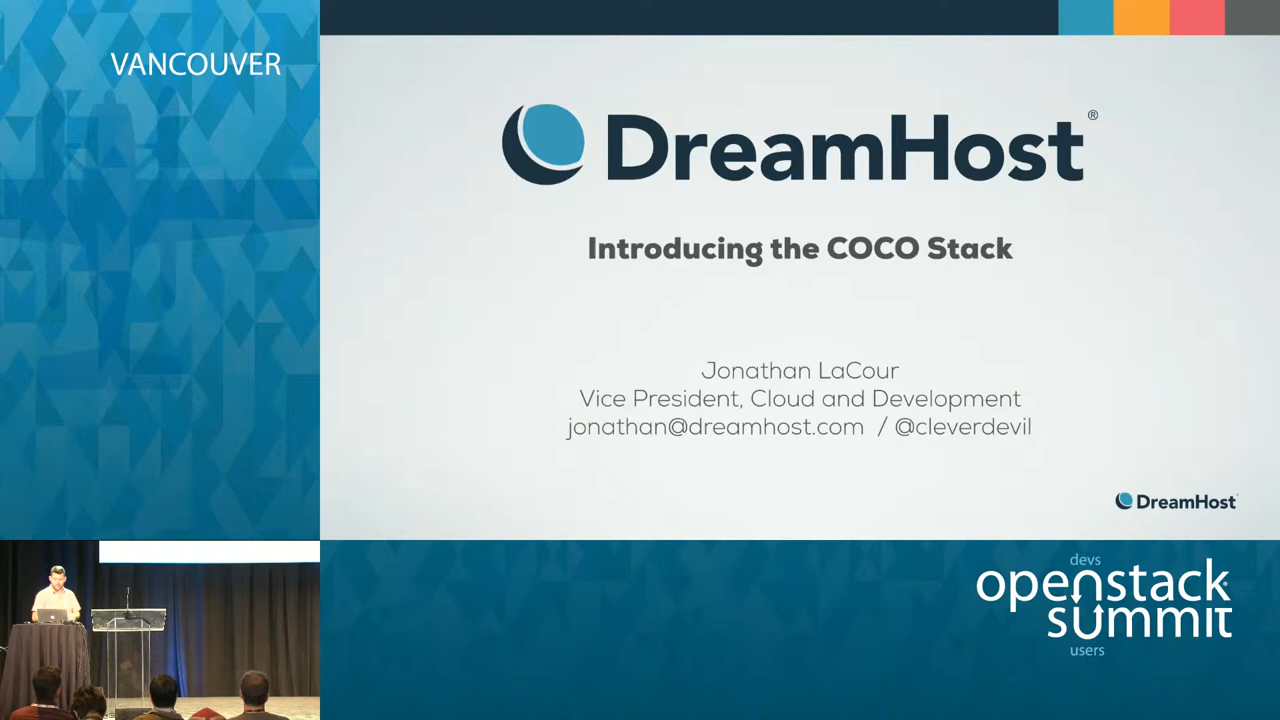 VANCOUVER
DreamHost®
Introducing the COCO Stack
Jonathan LaCour
Vice President, Cloud and Development
jonathan@dreamhost.com / @cleverdevil
DreamHost
devs
openstack
summit
users